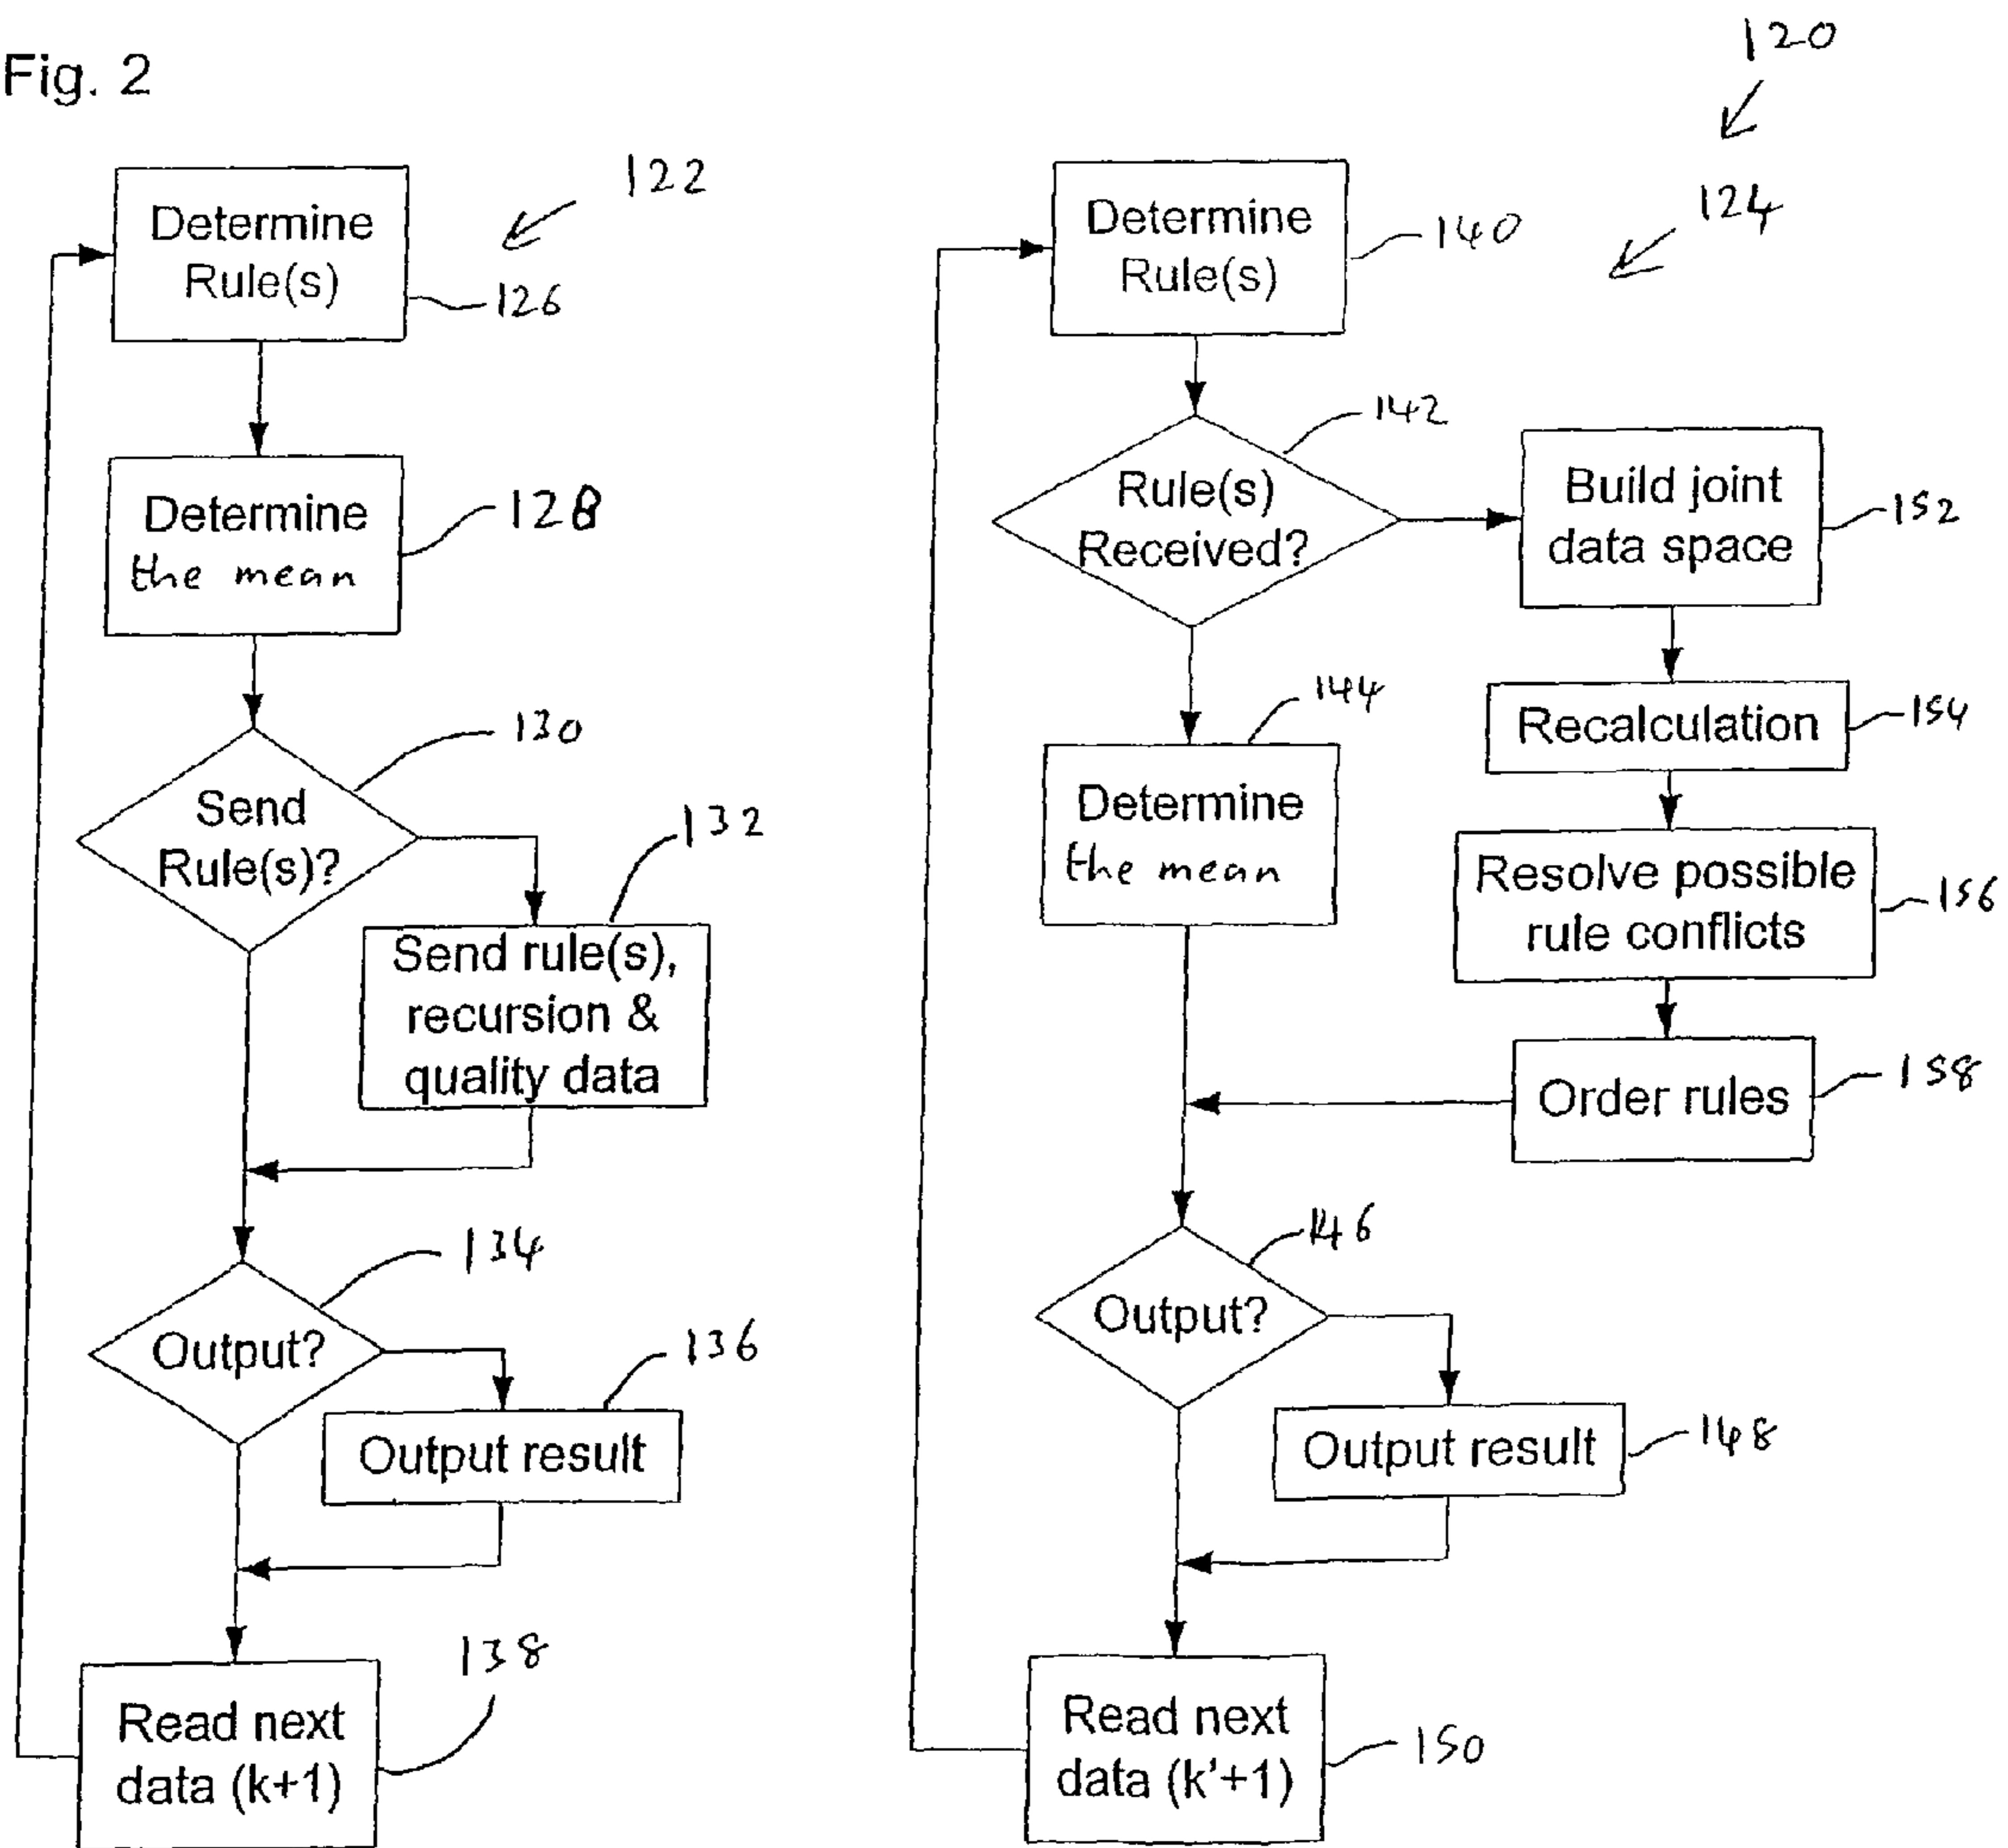 Fig. 2
120
122
124
Determine
Rule(s)
126
Determine
the mean
128
130
Send
Rule(s)?
132
Send rule(s),
recursion &
quality data
134
Output?
136
Output result
138
Read next
data (k+1)
Determine
Rule(s)
140
142
Rule(s)
Received?
Build joint
data space
152
144
Determine
the mean
Recalculation
154
Resolve possible
rule conflicts
156
Order rules
158
146
Output?
Output result
148
Read next
data (k'+1)
150